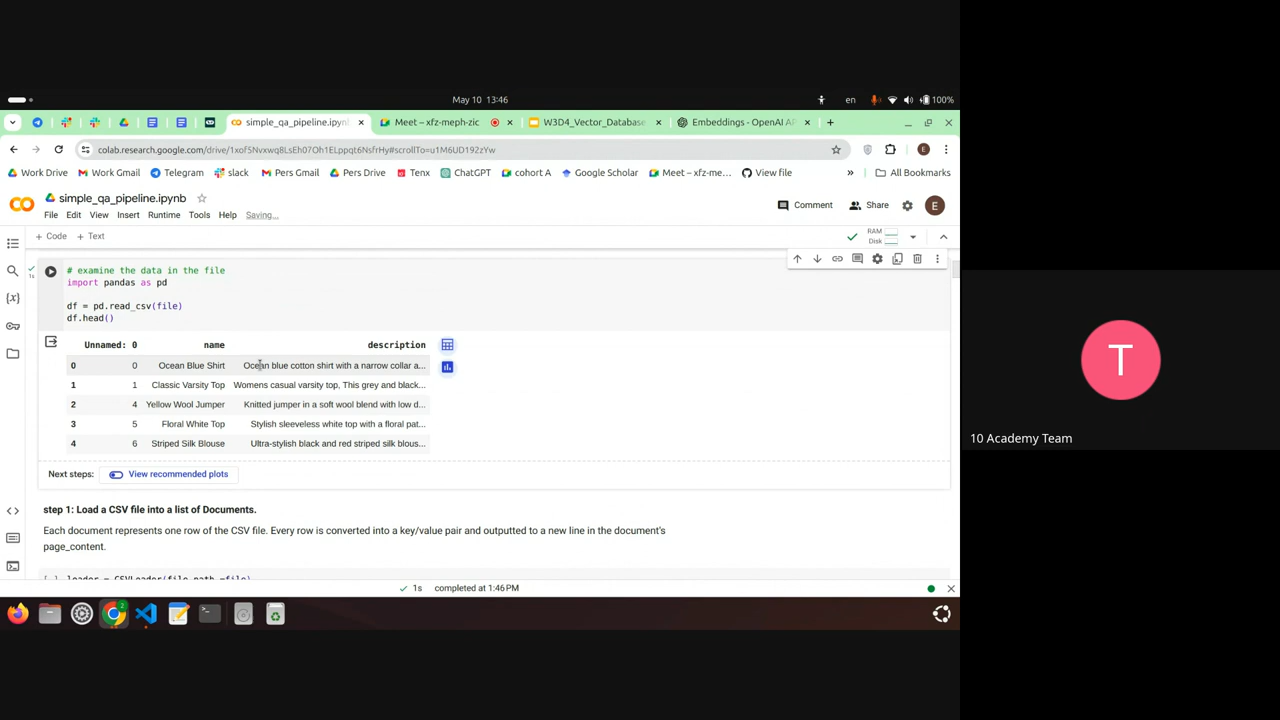 May 10 13:46
en
100%
simple_qa_pipeline.ipynb
Meet – xfz-meph-zic
W3D4_Vector_Database
Embeddings - OpenAI AP
colab.research.google.com/drive/1xof5Nvxwq8LsEh07Oh1ELppqt6NsfrHy#scrollTo=u1M6UD192zYw
Work Drive
Work Gmail
Telegram
slack
Pers Gmail
Pers Drive
Tenx
ChatGPT
cohort A
Google Scholar
Meet – xfz-me...
View file
»
All Bookmarks
simple_qa_pipeline.ipynb
Comment
Share
E
File Edit View Insert Runtime Tools Help Saving...
+ Code + Text
RAM
Disk
1s
# examine the data in the file
import pandas as pd
df = pd.read_csv(file)
df.head()
Unnamed: 0 name description
0 0 Ocean Blue Shirt Ocean blue cotton shirt with a narrow collar a...
1 1 Classic Varsity Top Womens casual varsity top, This grey and black...
2 4 Yellow Wool Jumper Knitted jumper in a soft wool blend with low d...
3 5 Floral White Top Stylish sleeveless white top with a floral pat...
4 6 Striped Silk Blouse Ultra-stylish black and red striped silk blous...
Next steps: View recommended plots
step 1: Load a CSV file into a list of Documents.
Each document represents one row of the CSV file. Every row is converted into a key/value pair and outputted to a new line in the document's
page_content.
[ ] loader = CSVLoader(file_path =file)
1s completed at 1:46 PM
T
10 Academy Team